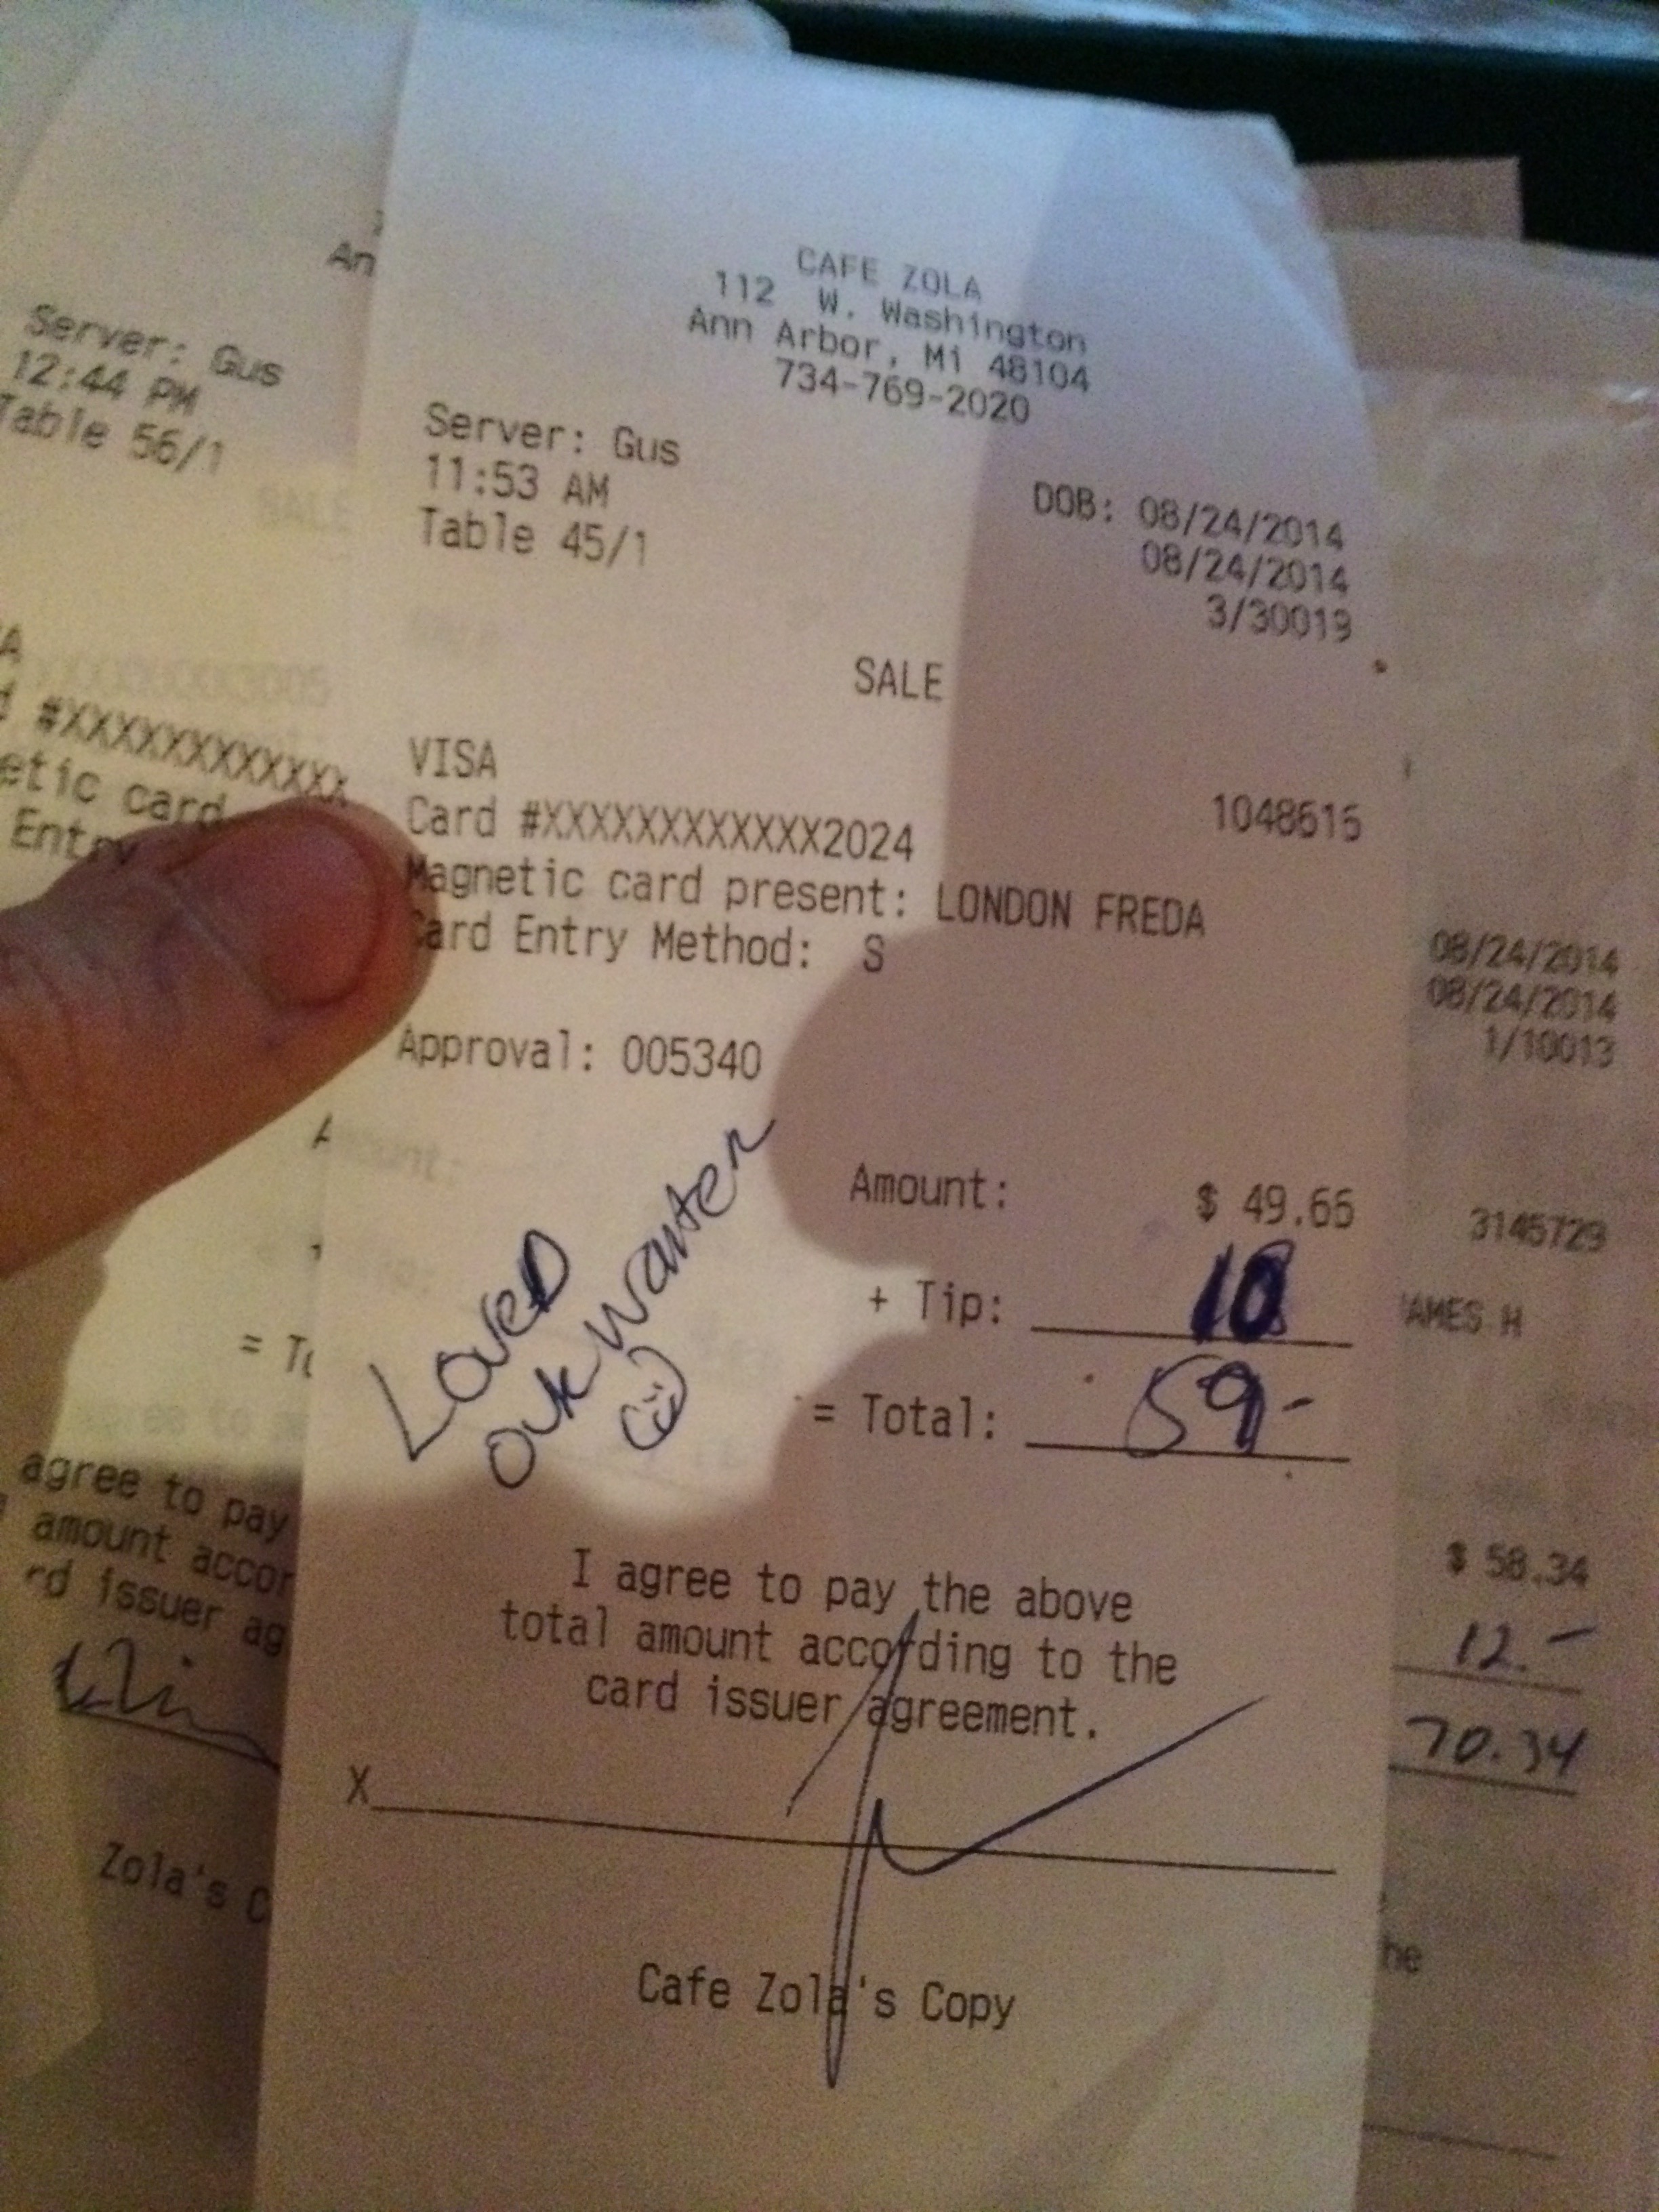 CAFE ZOLA
112 W. Washington
Ann Arbor, Mi 48104
734-769-2020
Server: Gus
DOB: 08/24/2014
11:53 AM
08/24/2014
Table 45/1
3/30019
SALE
VISA
1048615
Card #XXXXXXXXXXXX2024
Magnetic card present: LONDON FREDA
Card Entry Method: S
Approval: 005340
Amount: $ 49.66
+ Tip: 10
= Total: 59-
Loved
our waiter
I agree to pay the above
total amount according to the
card issuer agreement.
X
Cafe Zola's Copy
An
Server: Gus
12:44 PM
Table 56/1
SALE
#XXXXXXXXXXXX
etic card
Entry
agree to pay
amount accor
rd issuer ag
Zola's C
08/24/2014
08/24/2014
1/10013
3145729
AMES H
$ 58.34
12.-
70.34
he